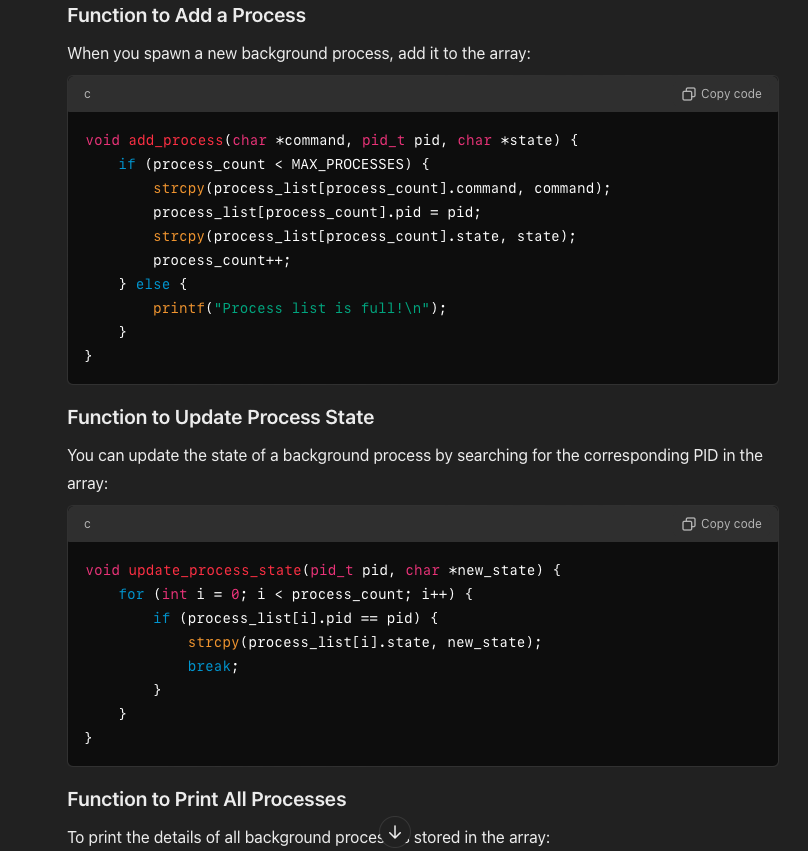 Function to Add a Process
When you spawn a new background process, add it to the array:
c Copy code
void add_process(char *command, pid_t pid, char *state) {
    if (process_count < MAX_PROCESSES) {
        strcpy(process_list[process_count].command, command);
        process_list[process_count].pid = pid;
        strcpy(process_list[process_count].state, state);
        process_count++;
    } else {
        printf("Process list is full!\n");
    }
}
Function to Update Process State
You can update the state of a background process by searching for the corresponding PID in the
array:
c Copy code
void update_process_state(pid_t pid, char *new_state) {
    for (int i = 0; i < process_count; i++) {
        if (process_list[i].pid == pid) {
            strcpy(process_list[i].state, new_state);
            break;
        }
    }
}
Function to Print All Processes
To print the details of all background stored in the array: